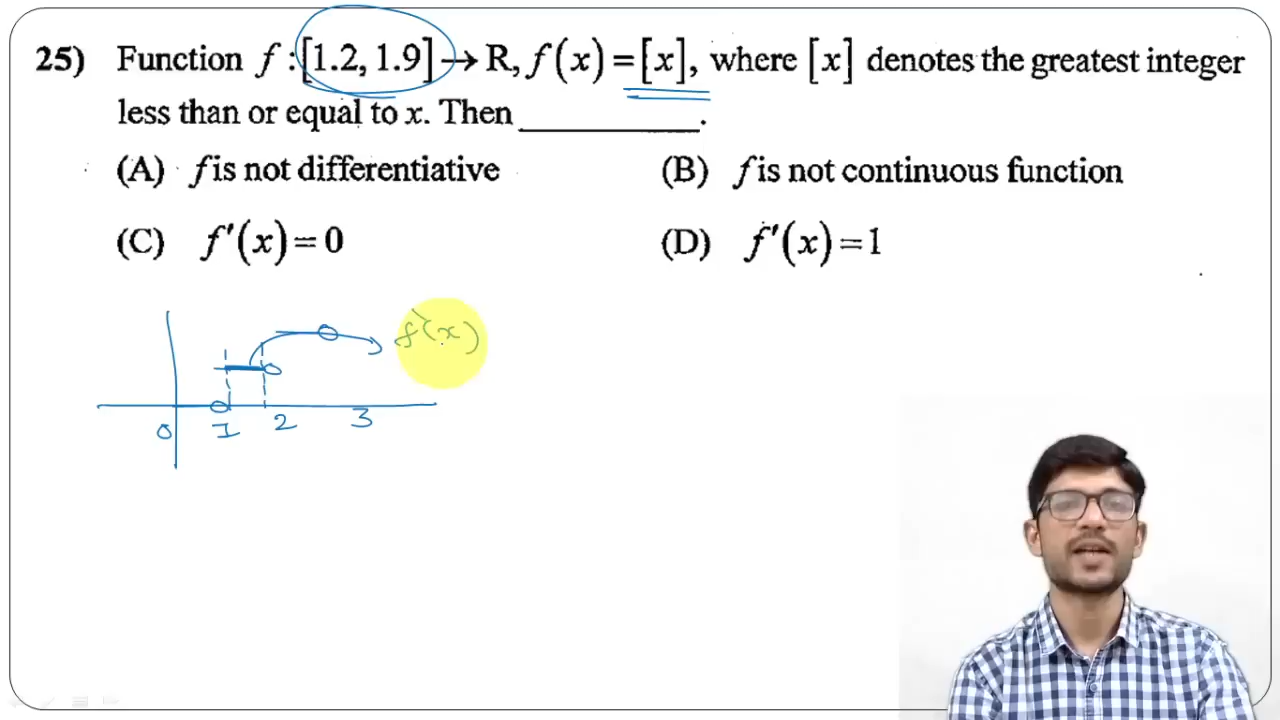 25) Function f : [1.2, 1.9] → R, f(x) = [x], where [x] denotes the greatest integer
less than or equal to x. Then __________.
(A) f is not differentiative (B) f is not continuous function
(C) f'(x) = 0 (D) f'(x) = 1
f'(x)
0 1 2 3